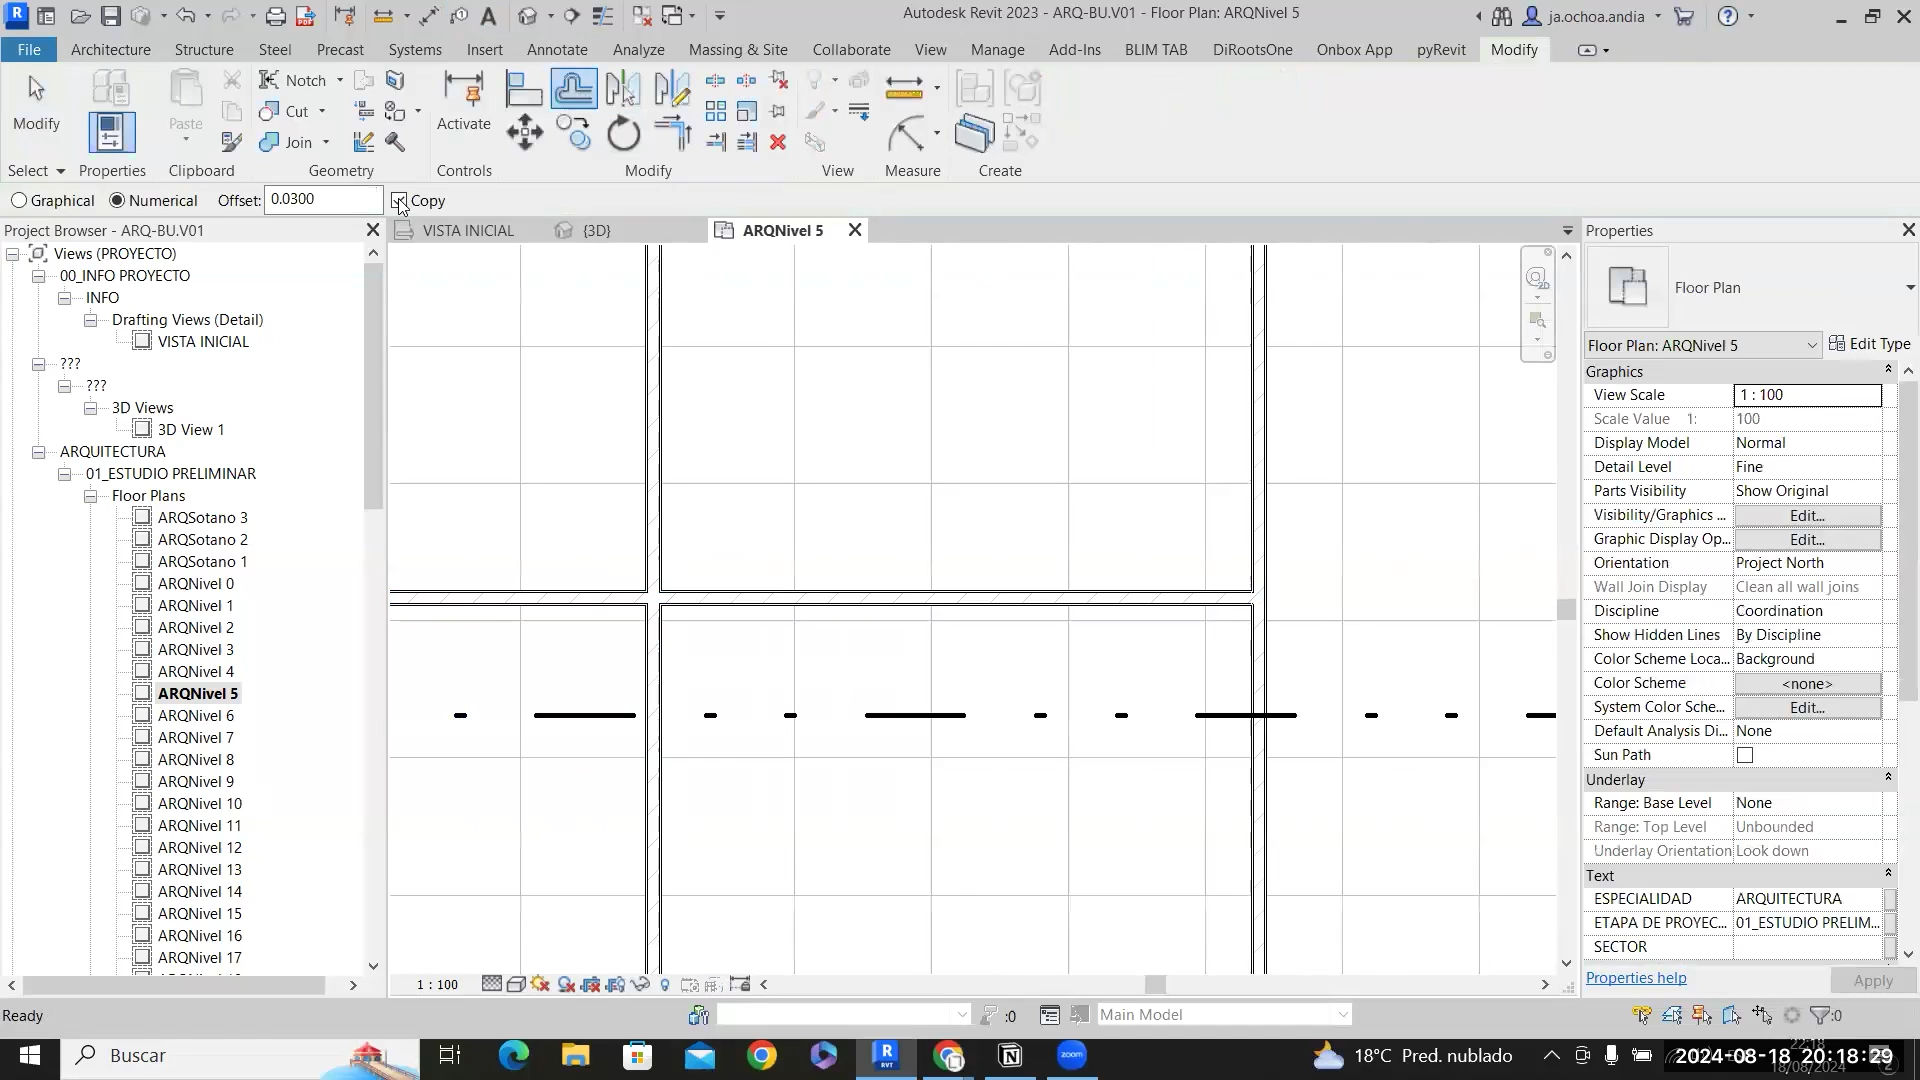 Autodesk Revit 2023 - ARQ-BU.V01 - Floor Plan: ARQNivel 5
ja.ochoa.andia
File Architecture Structure Steel Precast Systems Insert Annotate Analyze Massing & Site Collaborate View Manage Add-Ins BLIM TAB DiRootsOne Onbox App pyRevit Modify
Modify Paste Notch Cut Join Activate
Select Properties Clipboard Geometry Controls Modify View Measure Create
Graphical Numerical Offset: 0.0300 Copy
Project Browser - ARQ-BU.V01
Views (PROYECTO)
00_INFO PROYECTO
INFO
Drafting Views (Detail)
VISTA INICIAL
???
???
3D Views
3D View 1
ARQUITECTURA
01_ESTUDIO PRELIMINAR
Floor Plans
ARQSotano 3
ARQSotano 2
ARQSotano 1
ARQNivel 0
ARQNivel 1
ARQNivel 2
ARQNivel 3
ARQNivel 4
ARQNivel 5
ARQNivel 6
ARQNivel 7
ARQNivel 8
ARQNivel 9
ARQNivel 10
ARQNivel 11
ARQNivel 12
ARQNivel 13
ARQNivel 14
ARQNivel 15
ARQNivel 16
ARQNivel 17
VISTA INICIAL {3D} ARQNivel 5
2D
1 : 100
Properties
Floor Plan
Floor Plan: ARQNivel 5 Edit Type
Graphics
View Scale 1 : 100
Scale Value 1: 100
Display Model Normal
Detail Level Fine
Parts Visibility Show Original
Visibility/Graphics ... Edit...
Graphic Display Op... Edit...
Orientation Project North
Wall Join Display Clean all wall joins
Discipline Coordination
Show Hidden Lines By Discipline
Color Scheme Loca... Background
Color Scheme <none>
System Color Sche... Edit...
Default Analysis Di... None
Sun Path
Underlay
Range: Base Level None
Range: Top Level Unbounded
Underlay Orientation Look down
Text
ESPECIALIDAD ARQUITECTURA
ETAPA DE PROYEC... 01_ESTUDIO PRELIM...
SECTOR
Properties help Apply
Ready :0 Main Model :0
Buscar
R
RVT
zoom
18°C Pred. nublado
22:18
18/08/2024
2024-08-18 20:18:29
2